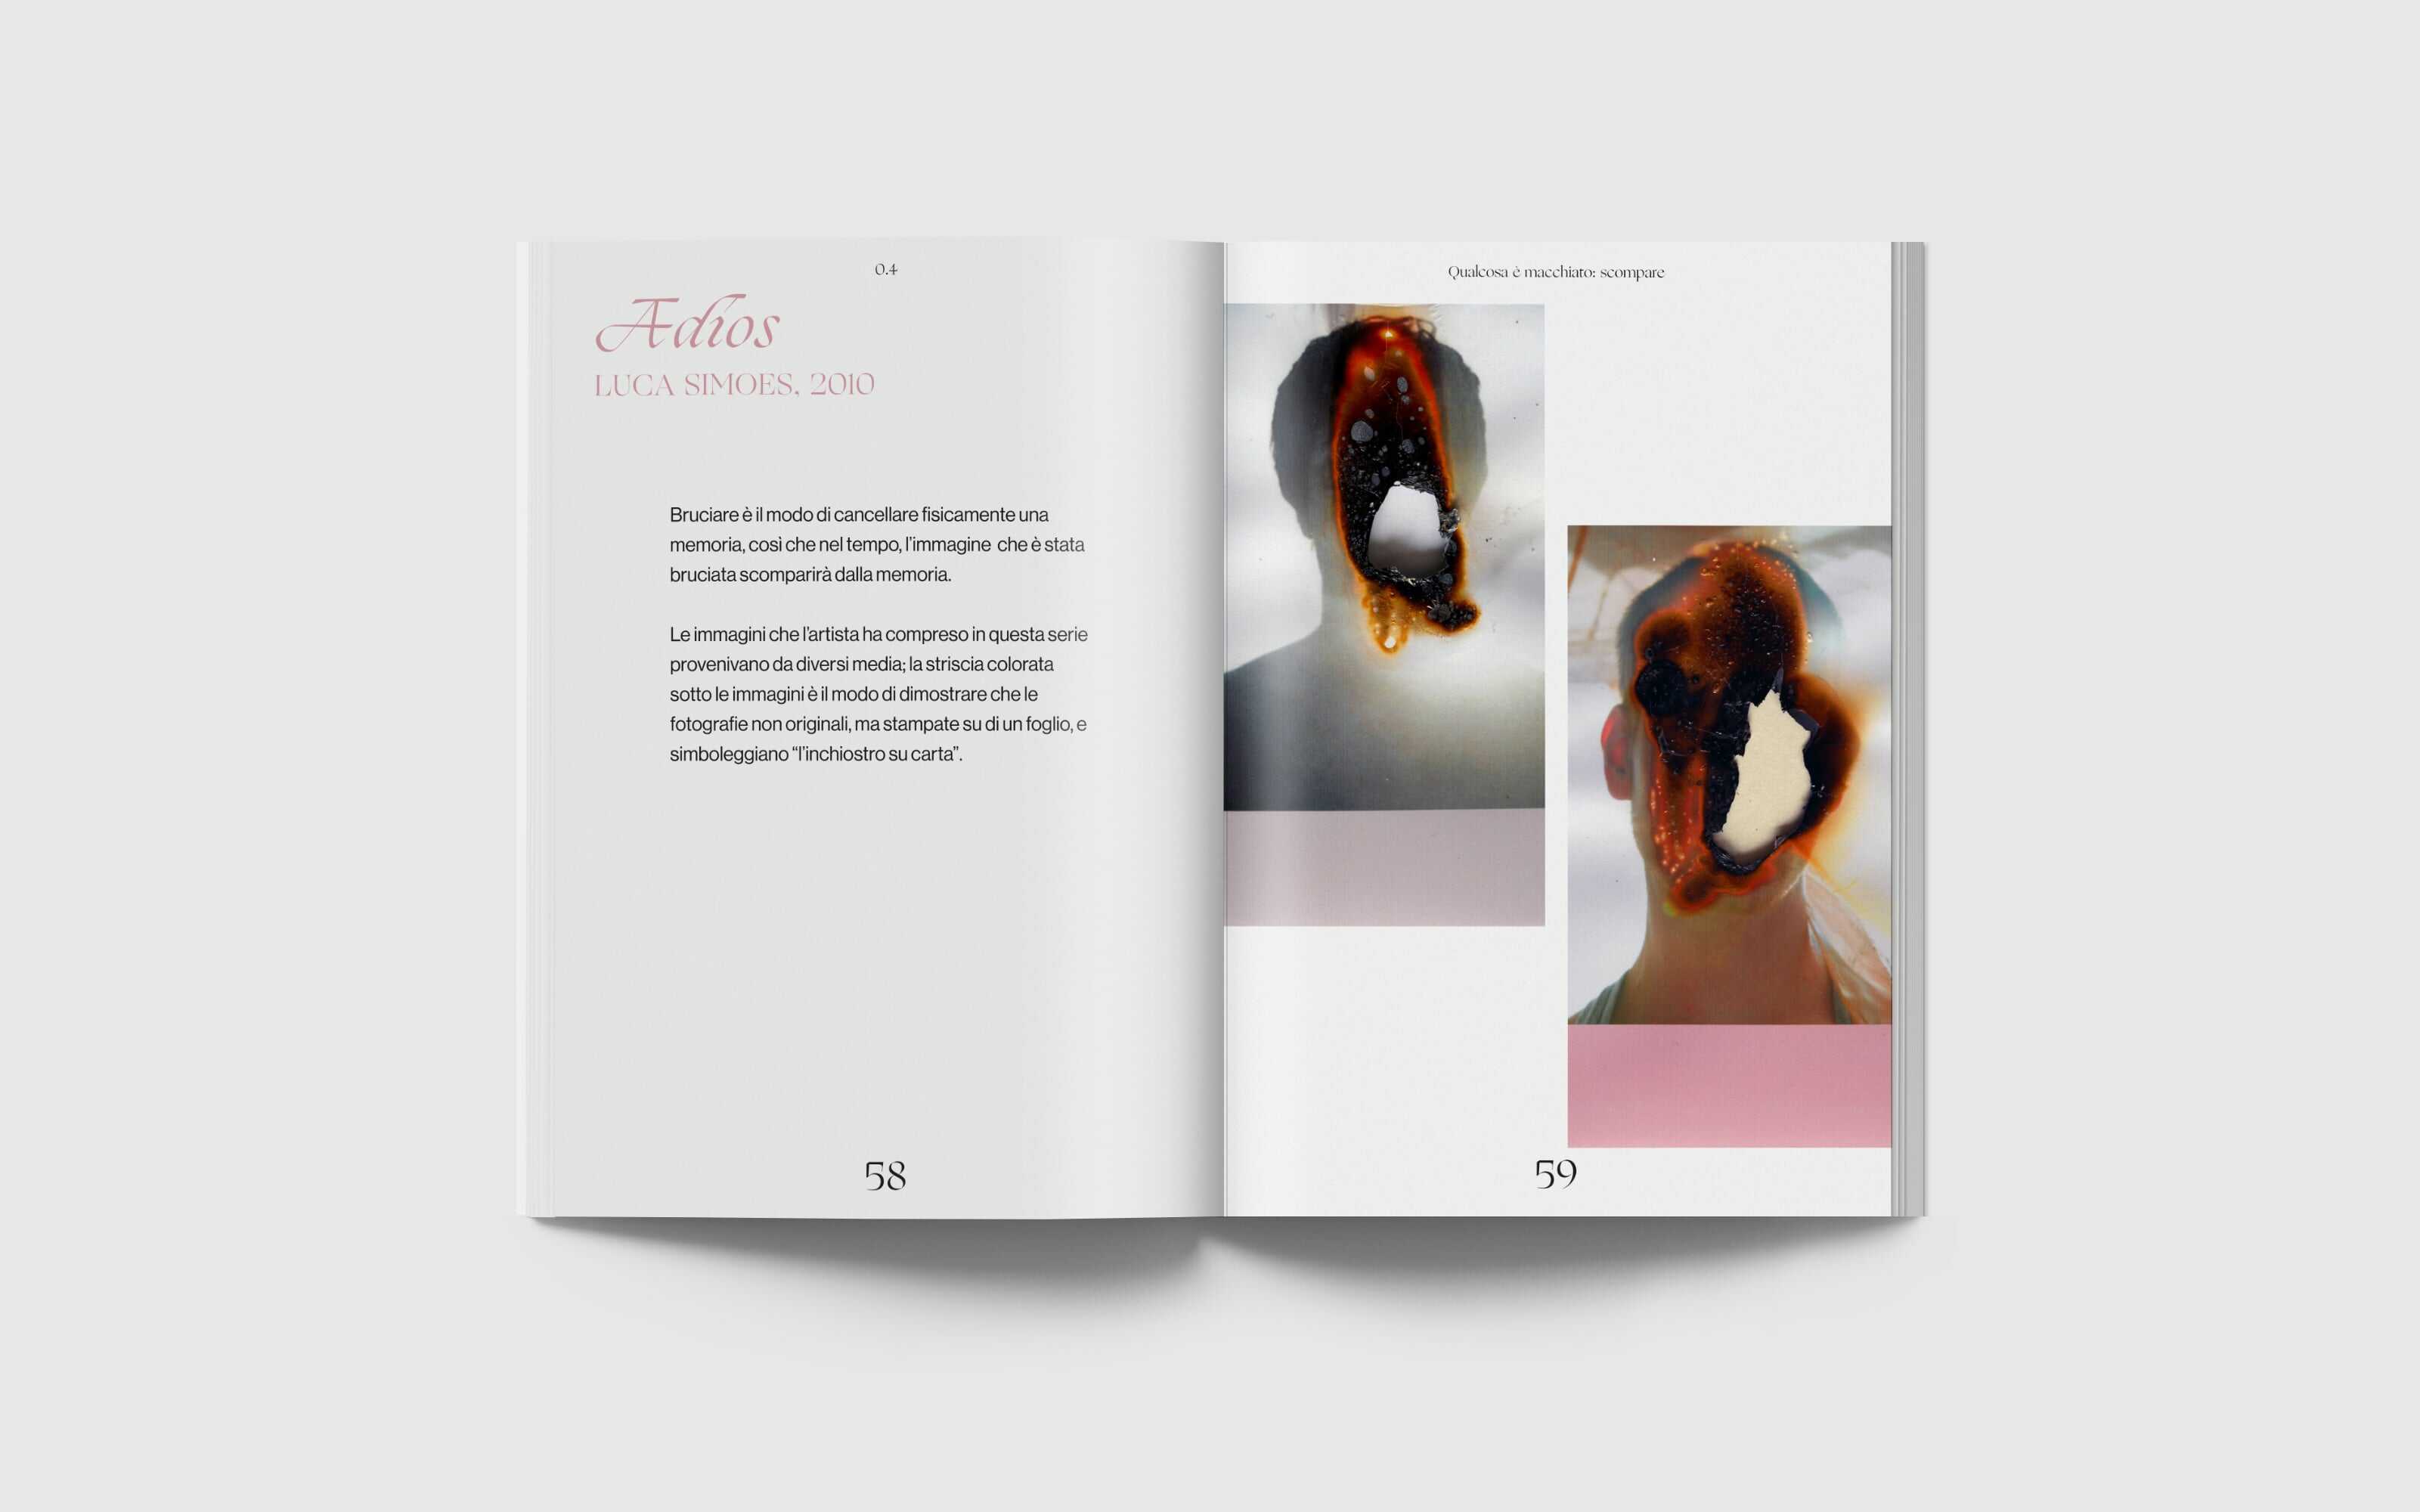 0.4
Adios
LUCA SIMOES, 2010
Bruciare è il modo di cancellare fisicamente una
memoria, così che nel tempo, l'immagine che è stata
bruciata scomparirà dalla memoria.
Le immagini che l'artista ha compreso in questa serie
provenivano da diversi media; la striscia colorata
sotto le immagini è il modo di dimostrare che le
fotografie non originali, ma stampate su di un foglio, e
simboleggiano “l'inchiostro su carta”.
58
Qualcosa è macchiato: scompare
59